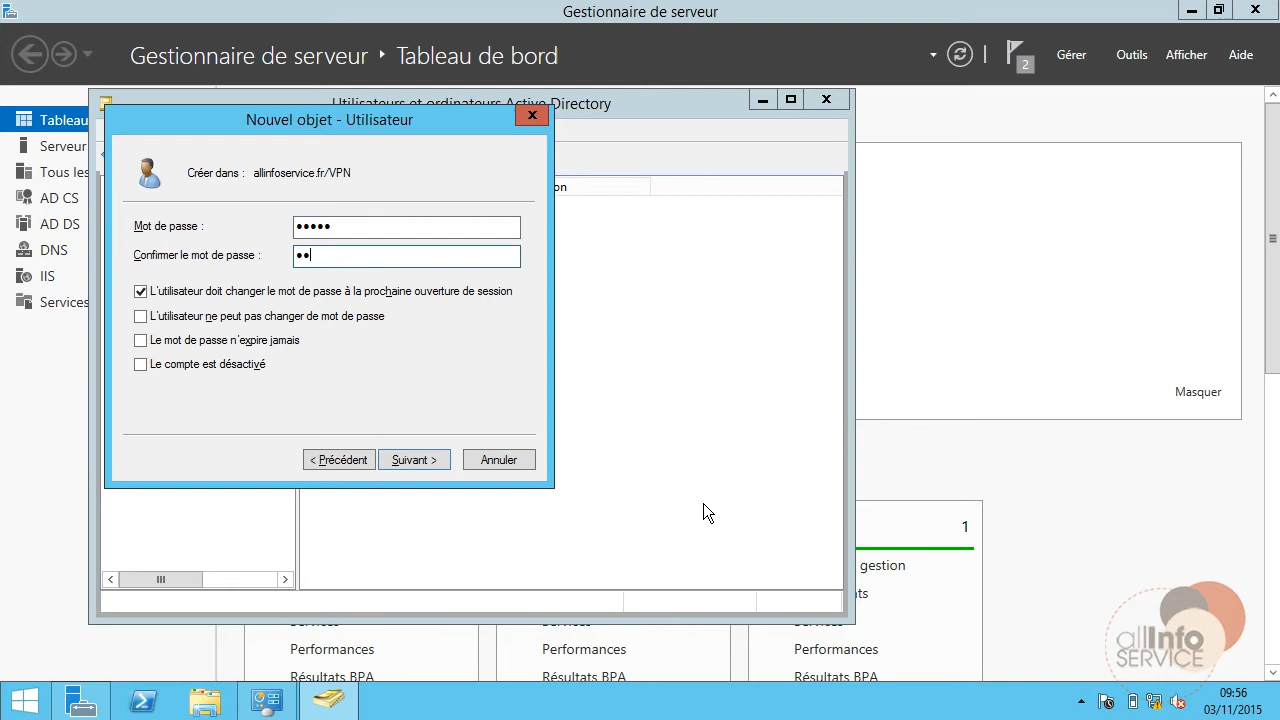 Gestionnaire de serveur
Gestionnaire de serveur ‣ Tableau de bord
2
Gérer
Outils
Afficher
Aide
Utilisateurs et ordinateurs Active Directory
Nouvel objet - Utilisateur
Tableau
Serveur
Tous les
AD CS
AD DS
DNS
IIS
Services
Créer dans : allinfoservice.fr/VPN
Mot de passe : •••••
Confirmer le mot de passe : ••
L'utilisateur doit changer le mot de passe à la prochaine ouverture de session
L'utilisateur ne peut pas changer de mot de passe
Le mot de passe n'expire jamais
Le compte est désactivé
< Précédent
Suivant >
Annuler
on
Masquer
1
gestion
Performances
Performances
Performances
Résultats BPA
Résultats BPA
Résultats BPA
allinfo
SERVICE
09:56
03/11/2015